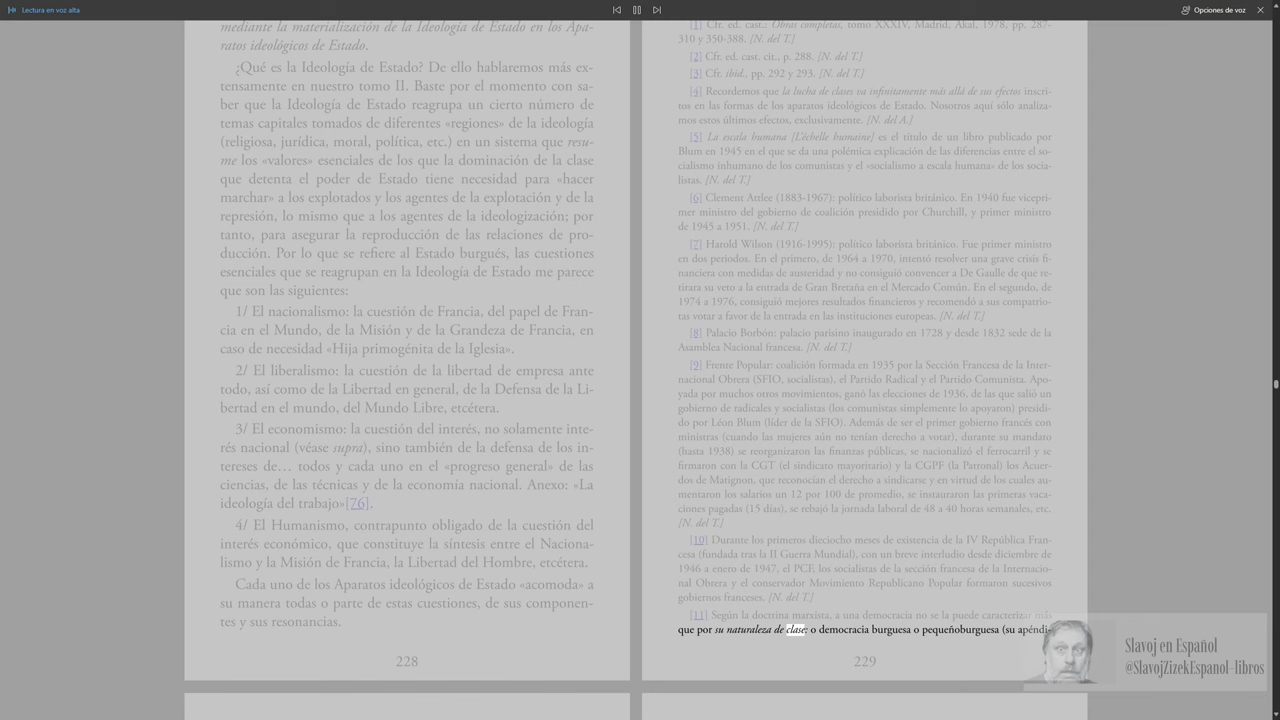 Lectura en voz alta
Opciones de voz
mediante la materialización de la Ideología de Estado en los Apa-
ratos ideológicos de Estado.
¿Qué es la Ideología de Estado? De ello hablaremos más ex-
tensamente en nuestro tomo II. Baste por el momento con sa-
ber que la Ideología de Estado reagrupa un cierto número de
temas capitales tomados de diferentes «regiones» de la ideología
(religiosa, jurídica, moral, política, etc.) en un sistema que resu-
me los «valores» esenciales de los que la dominación de la clase
que detenta el poder de Estado tiene necesidad para «hacer
marchar» a los explotados y los agentes de la explotación y de la
represión, lo mismo que a los agentes de la ideologización; por
tanto, para asegurar la reproducción de las relaciones de pro-
ducción. Por lo que se refiere al Estado burgués, las cuestiones
esenciales que se reagrupan en la Ideología de Estado me parece
que son las siguientes:
1/ El nacionalismo: la cuestión de Francia, del papel de Fran-
cia en el Mundo, de la Misión y de la Grandeza de Francia, en
caso de necesidad «Hija primogénita de la Iglesia».
2/ El liberalismo: la cuestión de la libertad de empresa ante
todo, así como de la Libertad en general, de la Defensa de la Li-
bertad en el mundo, del Mundo Libre, etcétera.
3/ El economismo: la cuestión del interés, no solamente inte-
rés nacional (véase supra), sino también de la defensa de los in-
tereses de… todos y cada uno en el «progreso general» de las
ciencias, de las técnicas y de la economía nacional. Anexo: «La
ideología del trabajo»[76].
4/ El Humanismo, contrapunto obligado de la cuestión del
interés económico, que constituye la síntesis entre el Naciona-
lismo y la Misión de Francia, la Libertad del Hombre, etcétera.
Cada uno de los Aparatos ideológicos de Estado «acomoda» a
su manera todas o parte de estas cuestiones, de sus componen-
tes y sus resonancias.
228
[1] Cfr. ed. cast.: Obras completas, tomo XXXIV, Madrid, Akal, 1978, pp. 287-
310 y 350-388. [N. del T.]
[2] Cfr. ed. cast. cit., p. 288. [N. del T.]
[3] Cfr. ibid., pp. 292 y 293. [N. del T.]
[4] Recordemos que la lucha de clases va infinitamente más allá de sus efectos inscri-
tos en las formas de los aparatos ideológicos de Estado. Nosotros aquí sólo analiza-
mos estos últimos efectos, exclusivamente. [N. del A.]
[5] La escala humana [L'échelle humaine] es el título de un libro publicado por
Blum en 1945 en el que se da una polémica explicación de las diferencias entre el so-
cialismo inhumano de los comunistas y el «socialismo a escala humana» de los socia-
listas. [N. del T.]
[6] Clement Attlee (1883-1967): político laborista británico. En 1940 fue vicepri-
mer ministro del gobierno de coalición presidido por Churchill, y primer ministro
de 1945 a 1951. [N. del T.]
[7] Harold Wilson (1916-1995): político laborista británico. Fue primer ministro
en dos periodos. En el primero, de 1964 a 1970, intentó resolver una grave crisis fi-
nanciera con medidas de austeridad y no consiguió convencer a De Gaulle de que re-
tirara su veto a la entrada de Gran Bretaña en el Mercado Común. En el segundo, de
1974 a 1976, consiguió mejores resultados financieros y recomendó a sus compatrio-
tas votar a favor de la entrada en las instituciones europeas. [N. del T.]
[8] Palacio Borbón: palacio parisino inaugurado en 1728 y desde 1832 sede de la
Asamblea Nacional francesa. [N. del T.]
[9] Frente Popular: coalición formada en 1935 por la Sección Francesa de la Inter-
nacional Obrera (SFIO, socialistas), el Partido Radical y el Partido Comunista. Apo-
yada por muchos otros movimientos, ganó las elecciones de 1936, de las que salió un
gobierno de radicales y socialistas (los comunistas simplemente lo apoyaron) presidi-
do por Léon Blum (líder de la SFIO). Además de ser el primer gobierno francés con
ministras (cuando las mujeres aún no tenían derecho a votar), durante su mandaro
(hasta 1938) se reorganizaron las finanzas públicas, se nacionalizó el ferrocarril y se
firmaron con la CGT (el sindicato mayoritario) y la CGPF (la Patronal) los Acuer-
dos de Matignon, que reconocían el derecho a sindicarse y en virtud de los cuales au-
mentaron los salarios un 12 por 100 de promedio, se instauraron las primeras vaca-
ciones pagadas (15 días), se rebajó la jornada laboral de 48 a 40 horas semanales, etc.
[N. del T.]
[10] Durante los primeros dieciocho meses de existencia de la IV República Fran-
cesa (fundada tras la II Guerra Mundial), con un breve interludio desde diciembre de
1946 a enero de 1947, el PCF, los socialistas de la sección francesa de la Internacio-
nal Obrera y el conservador Movimiento Republicano Popular formaron sucesivos
gobiernos franceses. [N. del T.]
[11] Según la doctrina marxista, a una democracia no se la puede caracterizar más
que por su naturaleza de clase: o democracia burguesa o pequeñoburguesa (su apéndi-
229
Slavoj en Español
@SlavojZizekEspanol-libros